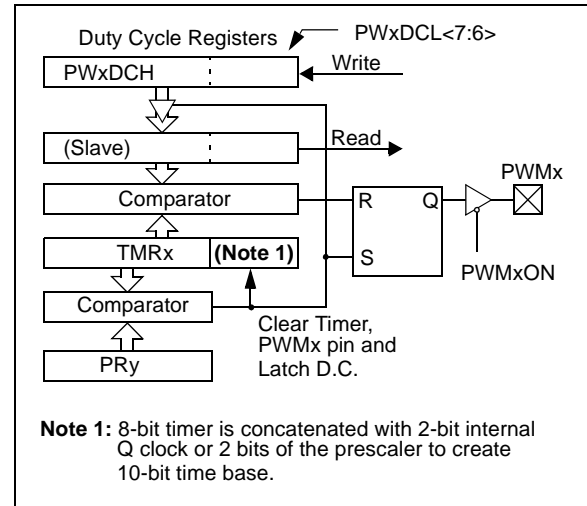 Duty Cycle Registers
PWxDCL<7:6>
PWxDCH
Write
(Slave)
Read
Comparator
R
Q
PWMx
TMRx
(Note 1)
S
PWMxON
Comparator
Clear Timer,
PWMx pin and
Latch D.C.
PRy
Note 1: 8-bit timer is concatenated with 2-bit internal
Q clock or 2 bits of the prescaler to create
10-bit time base.